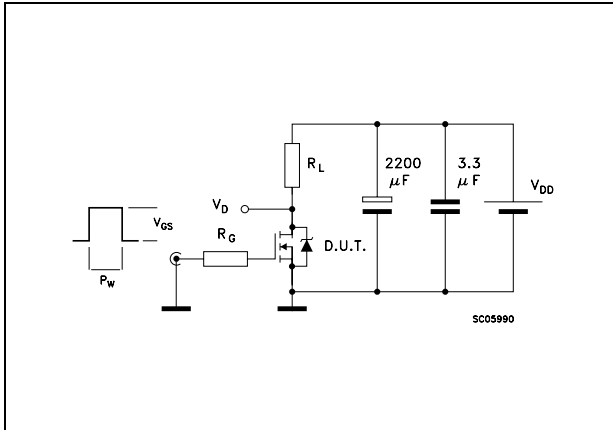 R_L
2200
μF
3.3
μF
V_DD
V_D
V_GS
R_G
D.U.T.
P_W
SC05990